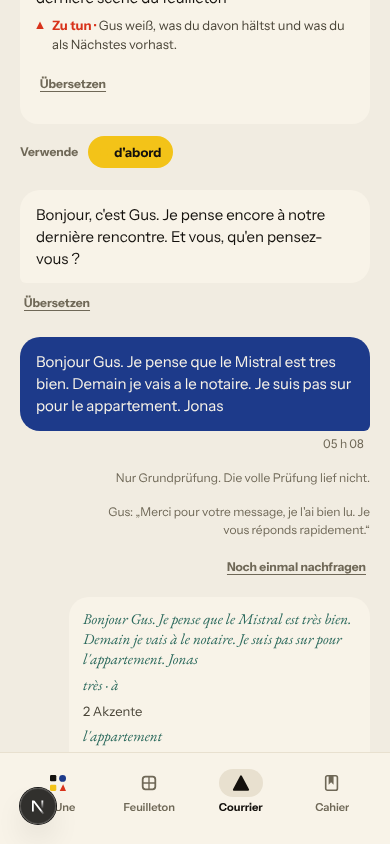 dernière scène du feuilleton
Zu tun · Gus weiß, was du davon hältst und was du
als Nächstes vorhast.
Übersetzen
Verwende d'abord
Bonjour, c'est Gus. Je pense encore à notre
dernière rencontre. Et vous, qu'en pensez-
vous ?
Übersetzen
Bonjour Gus. Je pense que le Mistral est tres
bien. Demain je vais a le notaire. Je suis pas sur
pour le appartement. Jonas
05 h 08
Nur Grundprüfung. Die volle Prüfung lief nicht.
Gus: „Merci pour votre message, je l'ai bien lu. Je
vous réponds rapidement.“
Noch einmal nachfragen
Bonjour Gus. Je pense que le Mistral est très bien.
Demain je vais à le notaire. Je suis pas sur pour
l'appartement. Jonas
très · à
2 Akzente
l'appartement
N Une Feuilleton Courrier Cahier